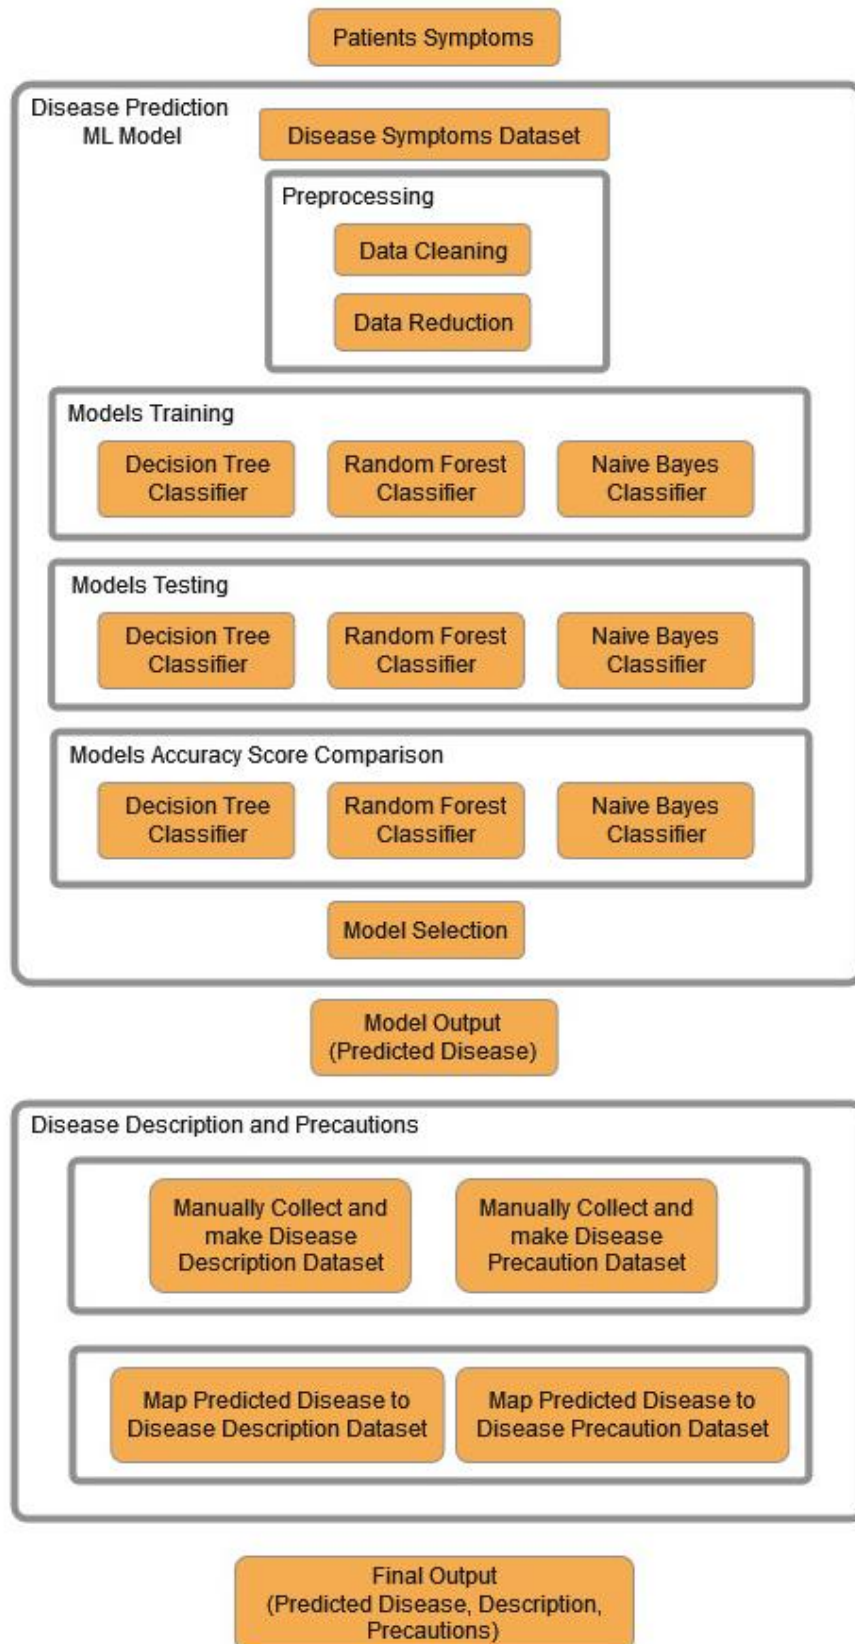 Patients Symptoms
Disease Prediction
ML Model
Disease Symptoms Dataset
Preprocessing
Data Cleaning
Data Reduction
Models Training
Decision Tree
Classifier
Random Forest
Classifier
Naive Bayes
Classifier
Models Testing
Decision Tree
Classifier
Random Forest
Classifier
Naive Bayes
Classifier
Models Accuracy Score Comparison
Decision Tree
Classifier
Random Forest
Classifier
Naive Bayes
Classifier
Model Selection
Model Output
(Predicted Disease)
Disease Description and Precautions
Manually Collect and
make Disease
Description Dataset
Manually Collect and
make Disease
Precaution Dataset
Map Predicted Disease to
Disease Description Dataset
Map Predicted Disease to
Disease Precaution Dataset
Final Output
(Predicted Disease, Description,
Precautions)